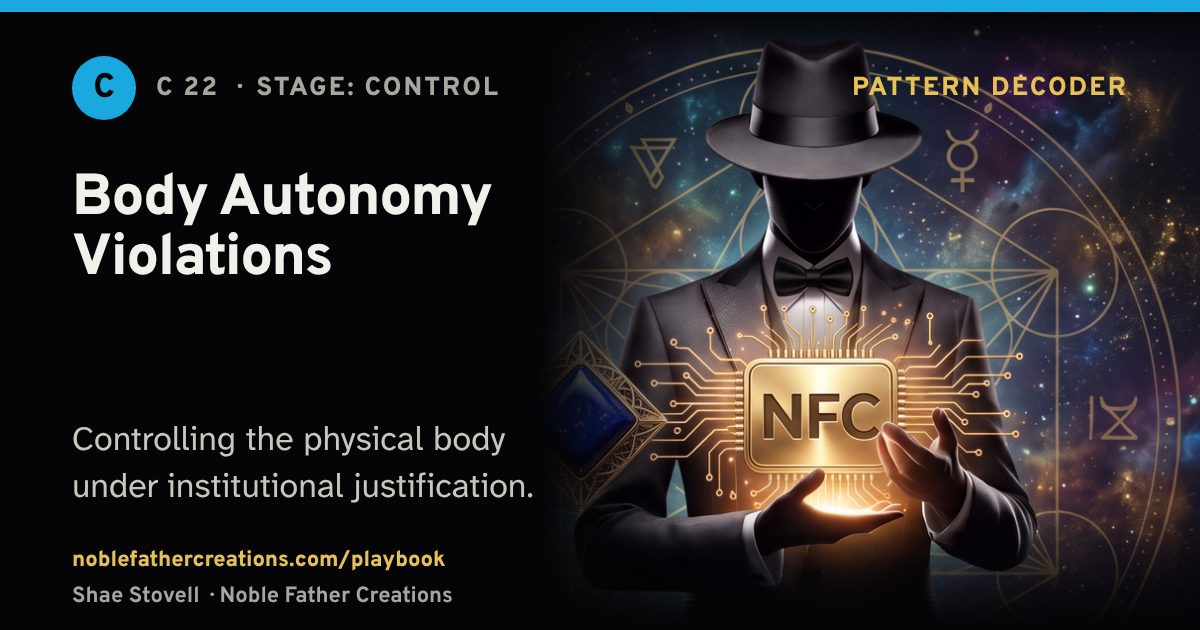 C
C 22 · STAGE: CONTROL
PATTERN DECODER
Body Autonomy
Violations
NFC
Controlling the physical body
under institutional justification.
noblefathercreations.com/playbook
Shae Stovell · Noble Father Creations